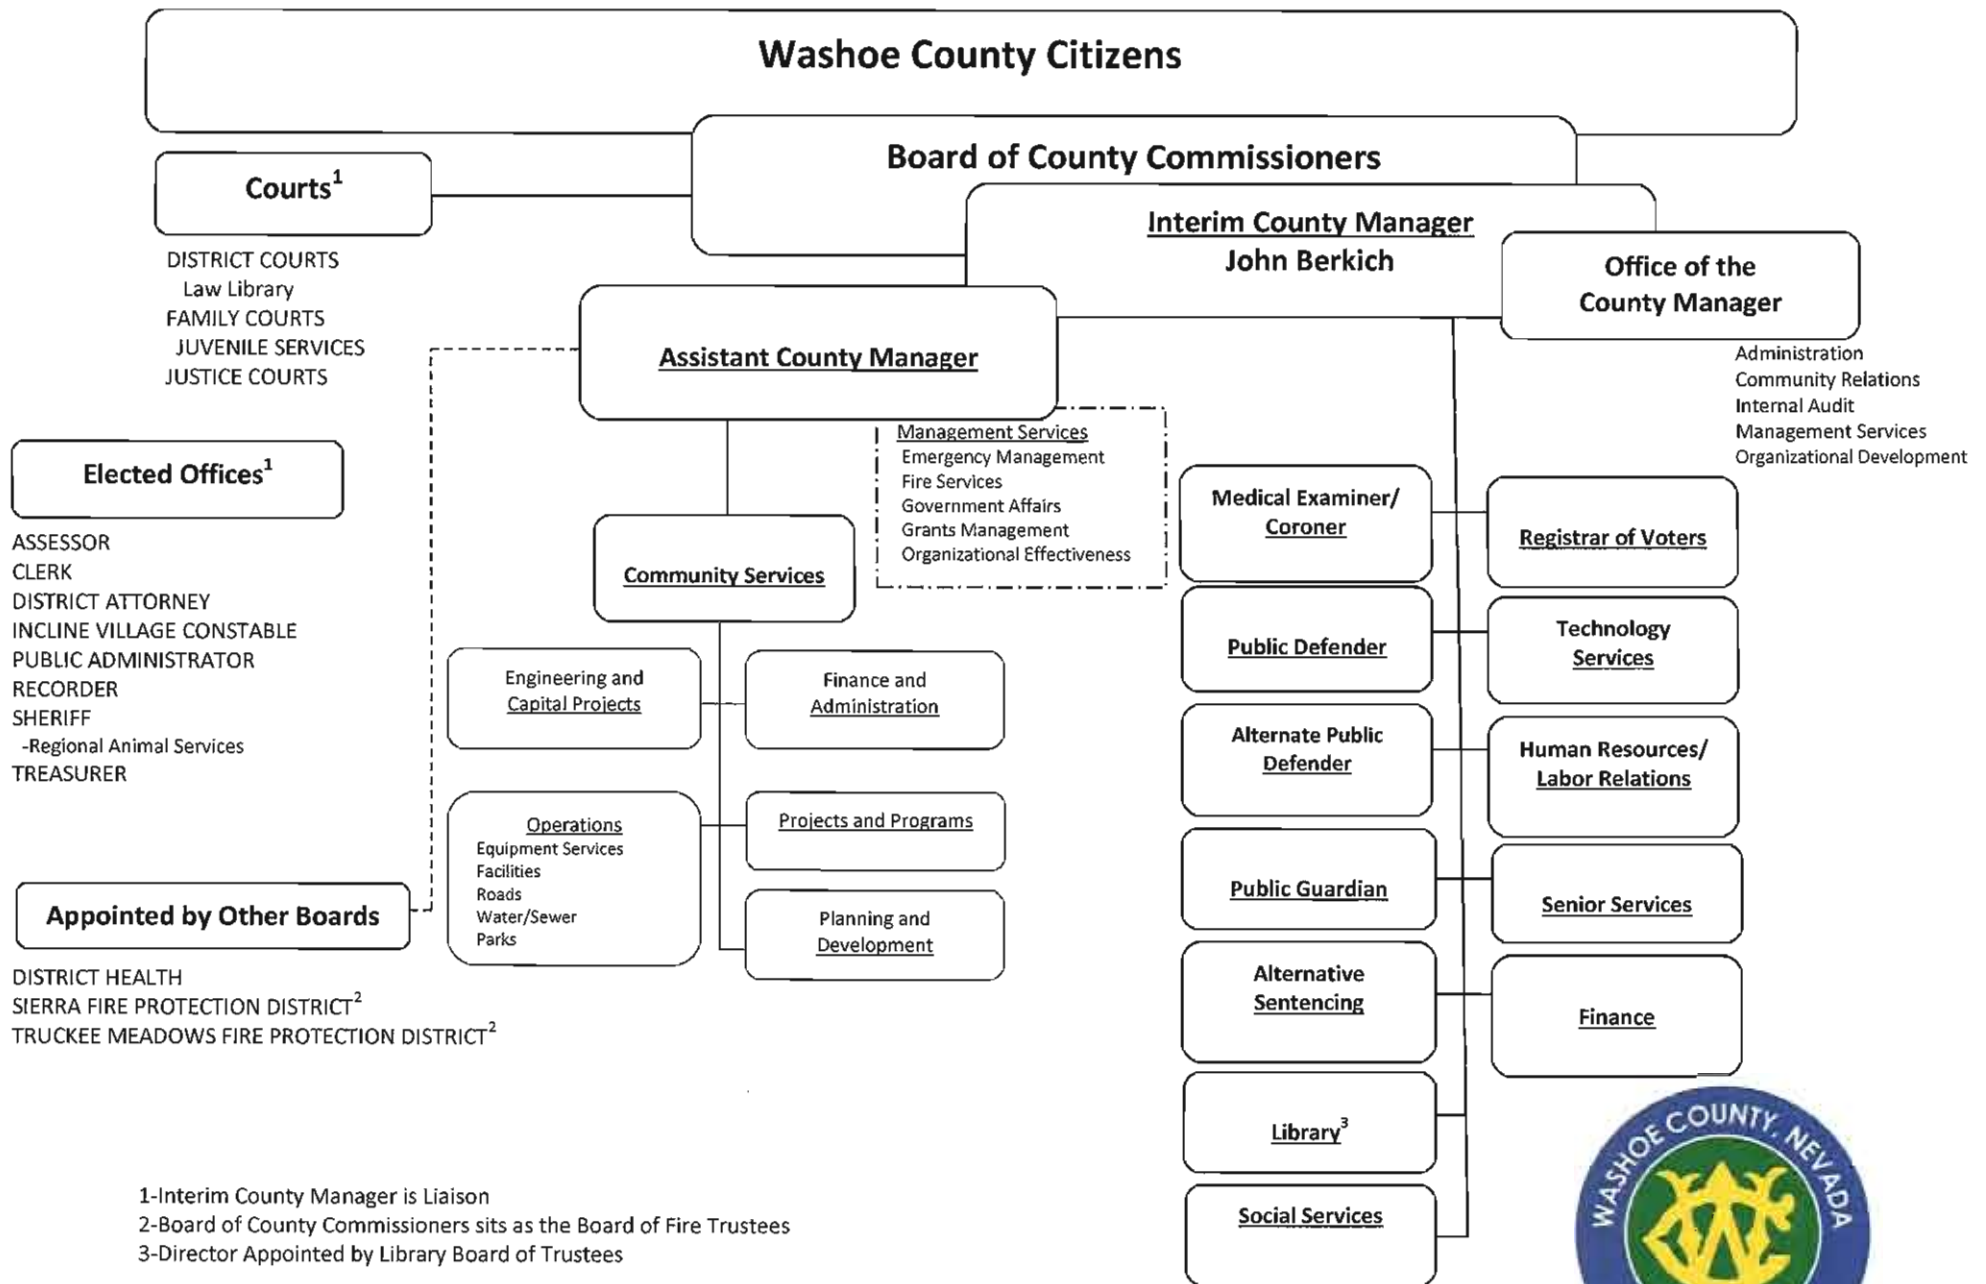 Washoe County Citizens
Board of County Commissioners
Courts1
DISTRICT COURTS
Law Library
FAMILY COURTS
JUVENILE SERVICES
JUSTICE COURTS
Interim County Manager
John Berkich
Office of the
County Manager
Administration
Community Relations
Internal Audit
Management Services
Organizational Development
Assistant County Manager
Management Services
Emergency Management
Fire Services
Government Affairs
Grants Management
Organizational Effectiveness
Elected Offices1
ASSESSOR
CLERK
DISTRICT ATTORNEY
INCLINE VILLAGE CONSTABLE
PUBLIC ADMINISTRATOR
RECORDER
SHERIFF
-Regional Animal Services
TREASURER
Community Services
Engineering and
Capital Projects
Finance and
Administration
Operations
Equipment Services
Facilities
Roads
Water/Sewer
Parks
Projects and Programs
Planning and
Development
Appointed by Other Boards
DISTRICT HEALTH
SIERRA FIRE PROTECTION DISTRICT2
TRUCKEE MEADOWS FIRE PROTECTION DISTRICT2
Medical Examiner/
Coroner
Registrar of Voters
Public Defender
Technology
Services
Alternate Public
Defender
Human Resources/
Labor Relations
Public Guardian
Senior Services
Alternative
Sentencing
Finance
Library3
Social Services
1-Interim County Manager is Liaison
2-Board of County Commissioners sits as the Board of Fire Trustees
3-Director Appointed by Library Board of Trustees
WASHOE COUNTY, NEVADA